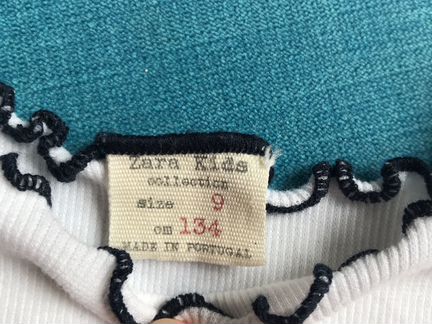 Zara Kids
collection
size 9
cm 134
MADE IN PORTUGAL